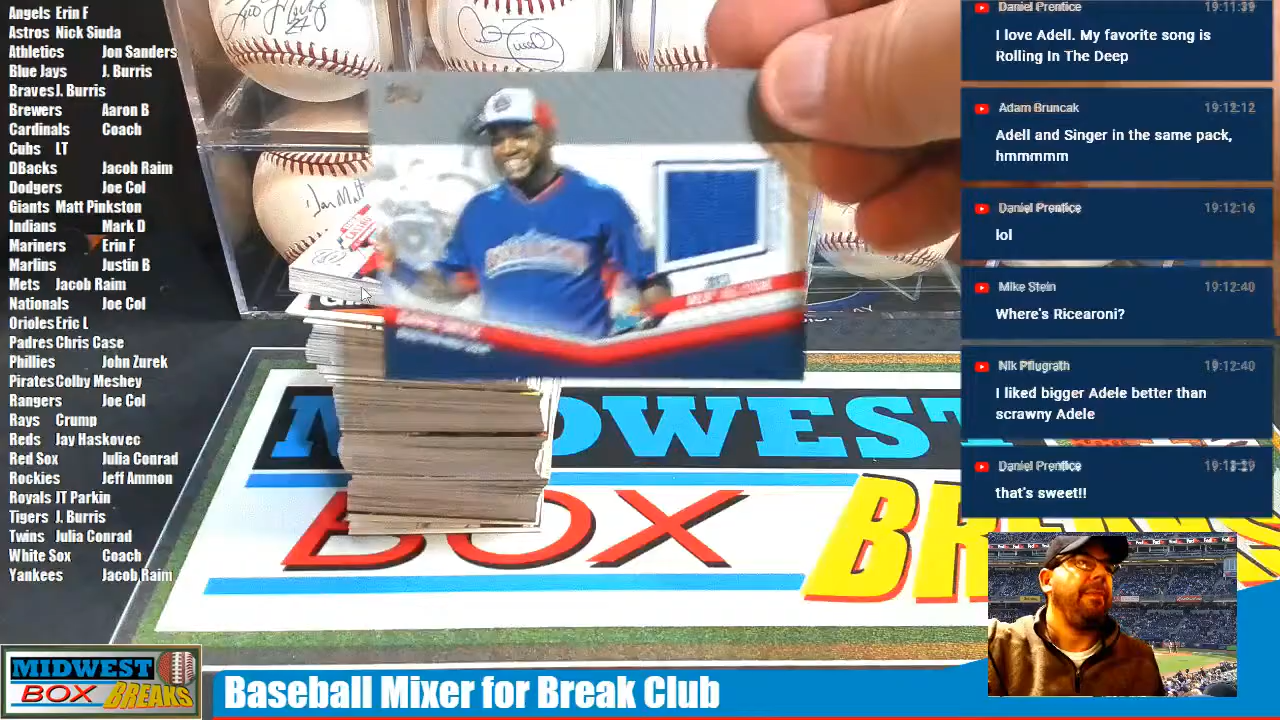 Angels Erin F
Astros Nick Siuda
Athletics Jon Sanders
Blue Jays J. Burris
Braves J. Burris
Brewers Aaron B
Cardinals Coach
Cubs LT
DBacks Jacob Raim
Dodgers Joe Col
Giants Matt Pinkston
Indians Mark D
Mariners Erin F
Marlins Justin B
Mets Jacob Raim
Nationals Joe Col
Orioles Eric L
Padres Chris Case
Phillies John Zurek
Pirates Colby Meshey
Rangers Joe Col
Rays Crump
Reds Jay Haskovec
Red Sox Julia Conrad
Rockies Jeff Ammon
Royals JT Parkin
Tigers J. Burris
Twins Julia Conrad
White Sox Coach
Yankees Jacob Raim
MIDWEST
BOX BREAKS
Daniel Prentice 19:11:39
I love Adell. My favorite song is
Rolling In The Deep
Adam Bruncak 19:12:12
Adell and Singer in the same pack,
hmmmmm
Daniel Prentice 19:12:16
lol
Mike Stein 19:12:40
Where's Ricearoni?
Nik Pflugrath 19:12:40
I liked bigger Adele better than
scrawny Adele
Daniel Prentice
that's sweet!!
MIDWEST
BOX
BREAKS
Baseball Mixer for Break Club